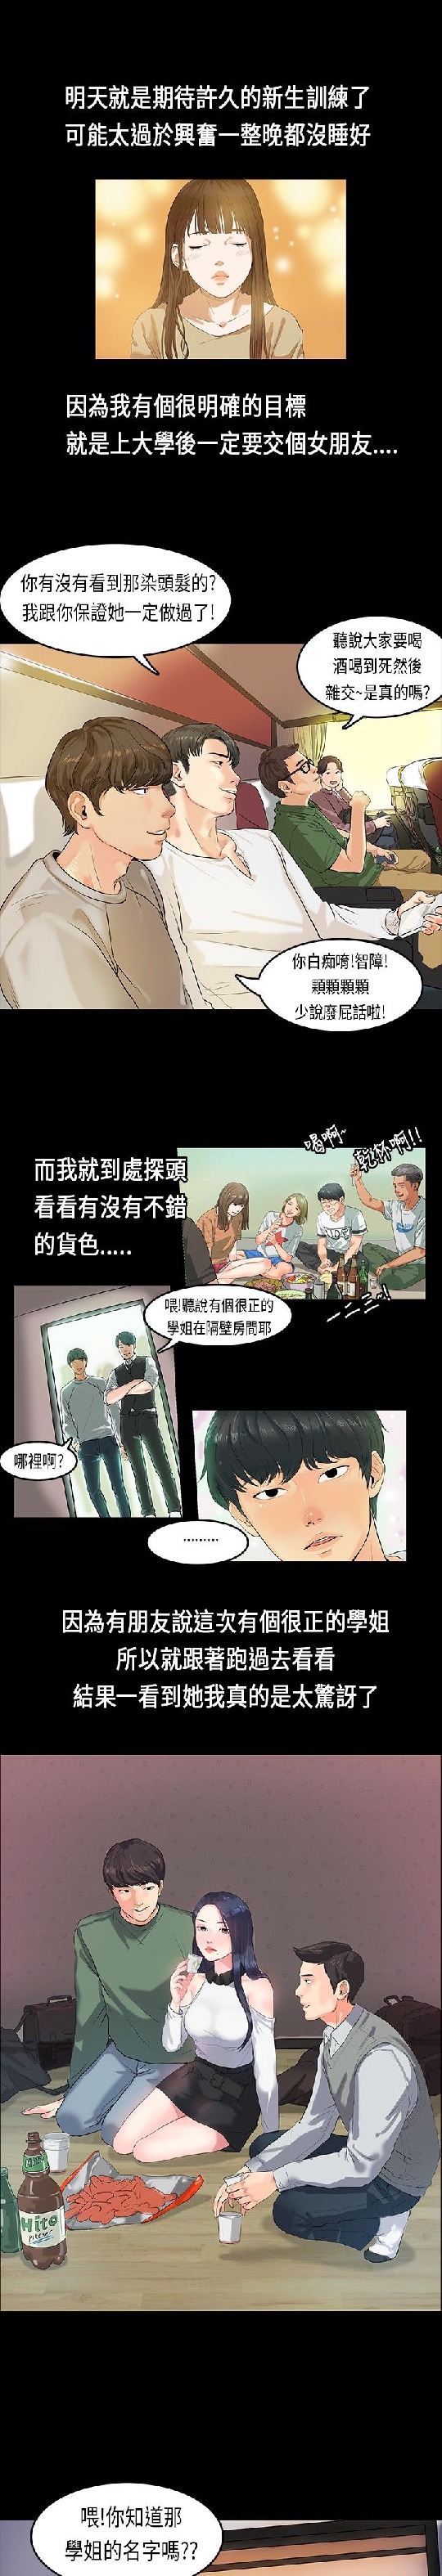 明天就是期待許久的新生訓練了
可能太過於興奮一整晚都沒睡好
因為我有個很明確的目標
就是上大學後一定要交個女朋友....
你有沒有看到那染頭髮的?
我跟你保證她一定做過了!
聽說大家要喝
酒喝到死然後
雜交~是真的嗎?
你白痴唷!智障!
顆顆顆顆
少說廢屁話啦!
而我就到處探頭
看看有沒有不錯
的貨色.....
喝啊~
乾杯啊!!
一二三!
喂!聽說有個很正的
學姐在隔壁房間耶
哪裡啊?
.........
因為有朋友說這次有個很正的學姐
所以就跟著跑過去看看
結果一看到她我真的是太驚訝了
Hite
喂!你知道那
學姐的名字嗎??